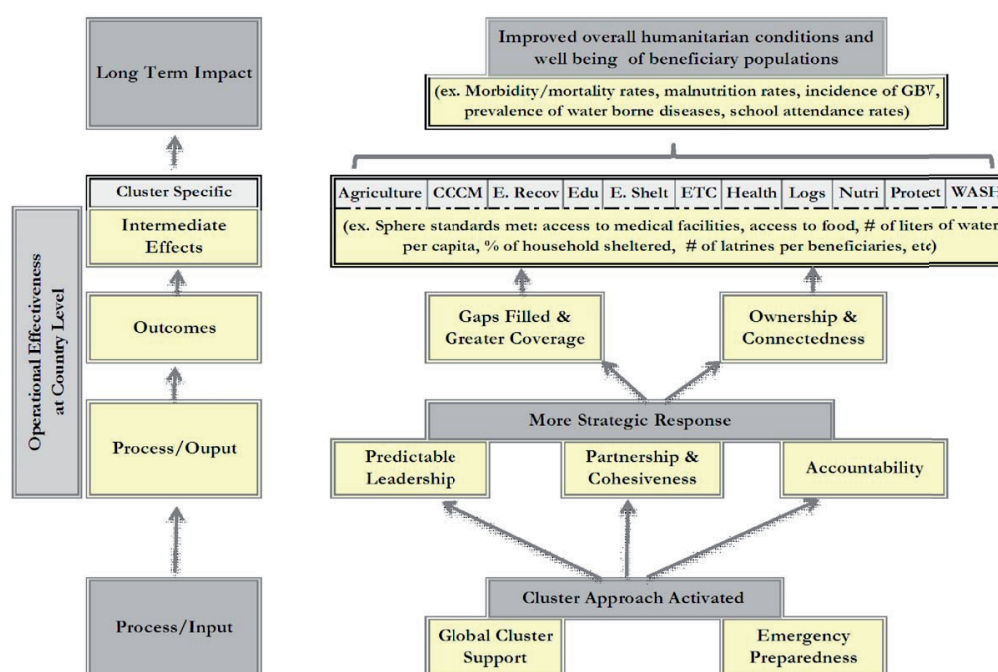 Long Term Impact
Improved overall humanitarian conditions and
well being of beneficiary populations
(ex. Morbidity/mortality rates, malnutrition rates, incidence of GBV,
prevalence of water borne diseases, school attendance rates)
Operational Effectiveness
at Country Level
Cluster Specific
Intermediate
Effects
Agriculture CCCM E. Recov Edu E. Shelt ETC Health Logs Nutri Protect WASH
(ex. Sphere standards met: access to medical facilities, access to food, # of liters of water
per capita, % of household sheltered, # of latrines per beneficiaries, etc)
Outcomes
Gaps Filled &
Greater Coverage
Ownership &
Connectedness
More Strategic Response
Process/Ouput
Predictable
Leadership
Partnership &
Cohesiveness
Accountability
Process/Input
Cluster Approach Activated
Global Cluster
Support
Emergency
Preparedness